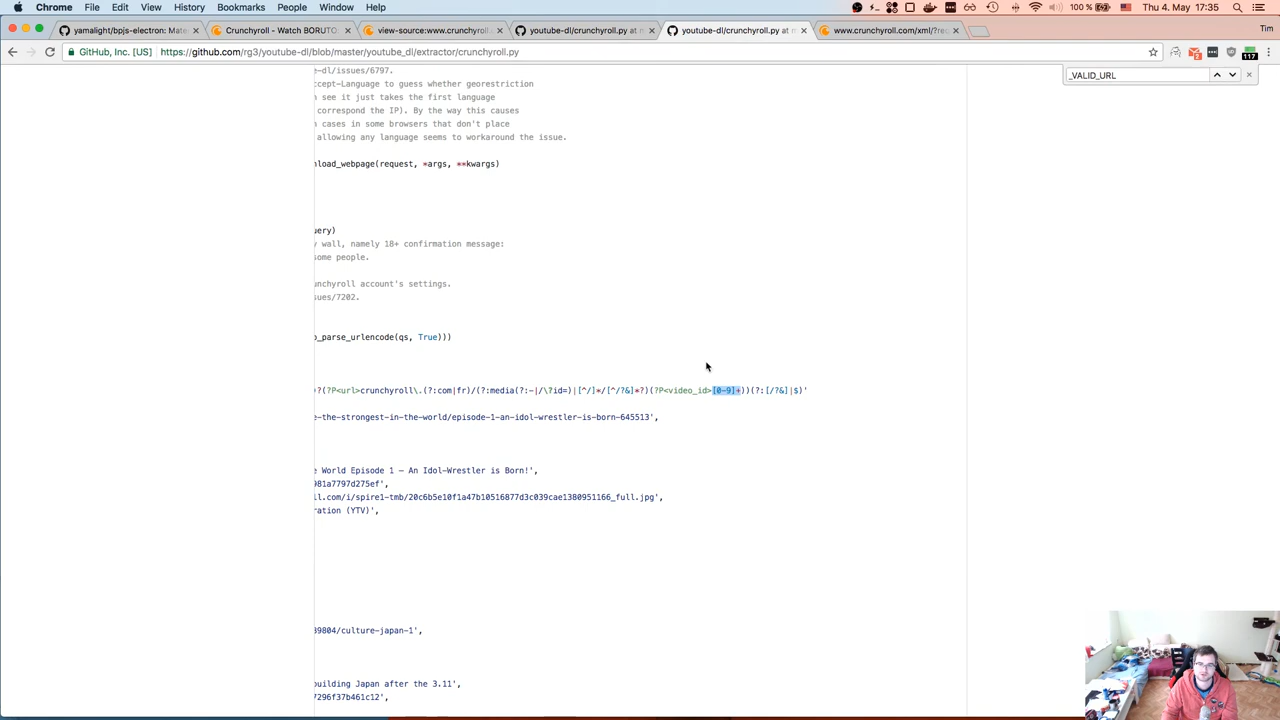 Chrome File Edit View History Bookmarks People Window Help 100 % Thu 4. May 17:35
yamalight/bpjs-electron: Mate × Crunchyroll - Watch BORUTO × view-source:www.crunchyroll × youtube-dl/crunchyroll.py at m × youtube-dl/crunchyroll.py at m × www.crunchyroll.com/xml/?re × Tim
GitHub, Inc. [US] https://github.com/rg3/youtube-dl/blob/master/youtube_dl/extractor/crunchyroll.py 117
_VALID_URL
e-dl/issues/6797.
ccept-Language to guess whether georestriction
n see it just takes the first language
correspond the IP). By the way this causes
n cases in some browsers that don't place
allowing any language seems to workaround the issue.
nload_webpage(request, *args, **kwargs)
uery)
y wall, namely 18+ confirmation message:
some people.
unchyroll account's settings.
sues/7202.
o_parse_urlencode(qs, True)))
?(?P<url>crunchyroll\.(?:com|fr)/(?:media(?:-|/\?id=)|[^/]*/[^/?&]*?)(?P<video_id>[0-9]+))(?:[/?&]|$)'
e-the-strongest-in-the-world/episode-1-an-idol-wrestler-is-born-645513',
e World Episode 1 – An Idol-Wrestler is Born!',
981a7797d275ef',
ll.com/i/spire1-tmb/20c6b5e10f1a47b10516877d3c039cae1380951166_full.jpg',
ration (YTV)',
89804/culture-japan-1',
building Japan after the 3.11',
7296f37b461c12',